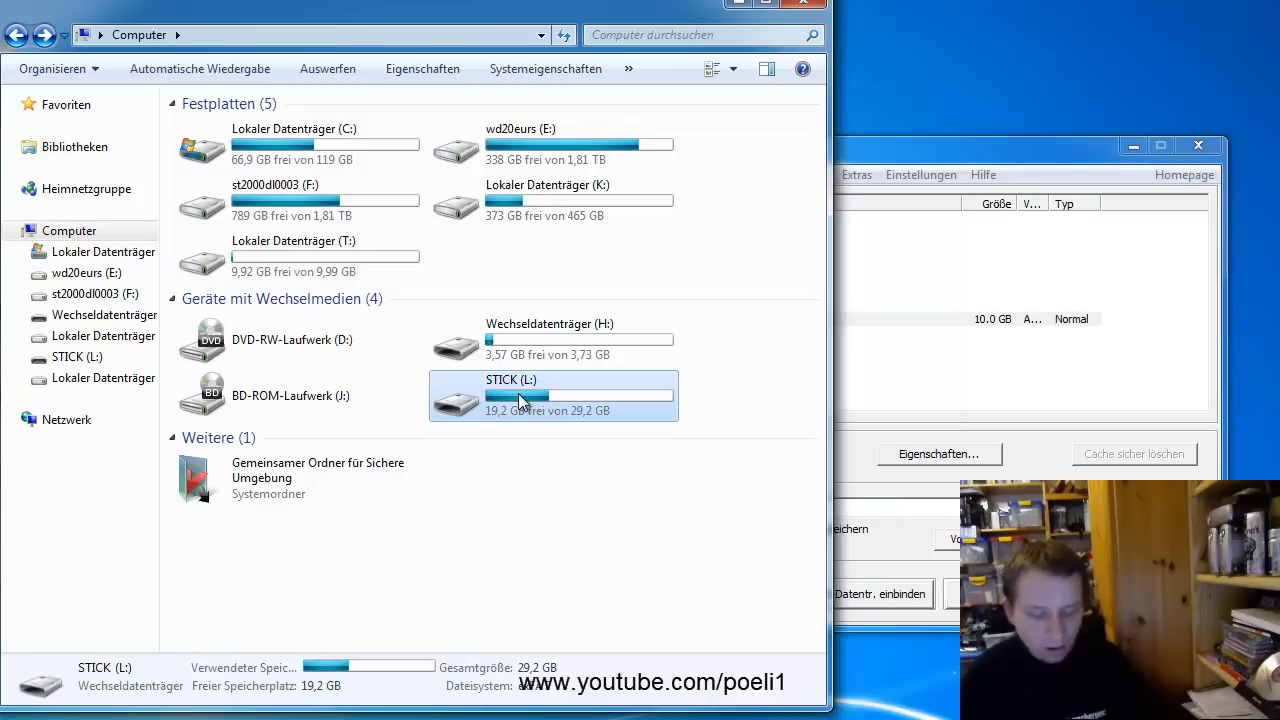 Computer
Computer durchsuchen
Organisieren
Automatische Wiedergabe
Auswerfen
Eigenschaften
Systemeigenschaften
»
Favoriten
Bibliotheken
Heimnetzgruppe
Computer
Lokaler Datenträger
wd20eurs (E:)
st2000dl0003 (F:)
Wechseldatenträger
Lokaler Datenträger
STICK (L:)
Lokaler Datenträger
Netzwerk
Festplatten (5)
Lokaler Datenträger (C:)
66,9 GB frei von 119 GB
wd20eurs (E:)
338 GB frei von 1,81 TB
st2000dl0003 (F:)
789 GB frei von 1,81 TB
Lokaler Datenträger (K:)
373 GB frei von 465 GB
Lokaler Datenträger (T:)
9,92 GB frei von 9,99 GB
Geräte mit Wechselmedien (4)
DVD
DVD-RW-Laufwerk (D:)
Wechseldatenträger (H:)
3,57 GB frei von 3,73 GB
BD
BD-ROM-Laufwerk (J:)
STICK (L:)
19,2 GB frei von 29,2 GB
Weitere (1)
Gemeinsamer Ordner für Sichere
Umgebung
Systemordner
STICK (L:)
Verwendeter Speic...
Gesamtgröße: 29,2 GB
Wechseldatenträger
Freier Speicherplatz: 19,2 GB
Dateisystem:
www.youtube.com/poeli1
Extras
Einstellungen
Hilfe
Homepage
Größe
V...
Typ
10.0 GB
A...
Normal
Eigenschaften...
Cache sicher löschen
eichern
Vo
Datentr. einbinden